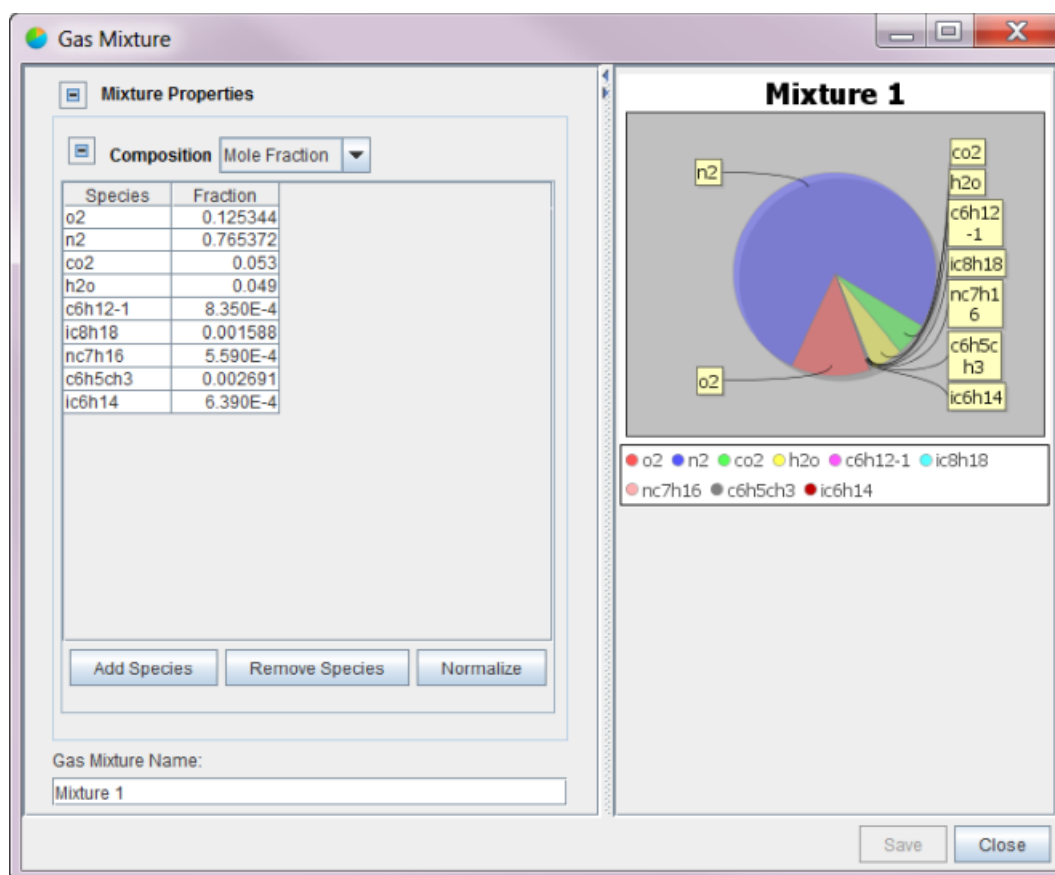 Gas Mixture
Mixture Properties
Composition Mole Fraction
Species Fraction
o2 0.125344
n2 0.765372
co2 0.053
h2o 0.049
c6h12-1 8.350E-4
ic8h18 0.001588
nc7h16 5.590E-4
c6h5ch3 0.002691
ic6h14 6.390E-4
Add Species Remove Species Normalize
Gas Mixture Name:
Mixture 1
Mixture 1
n2
co2
h2o
c6h12
-1
ic8h18
nc7h1
6
c6h5c
h3
ic6h14
o2
o2 n2 co2 h2o c6h12-1 ic8h18
nc7h16 c6h5ch3 ic6h14
Save Close